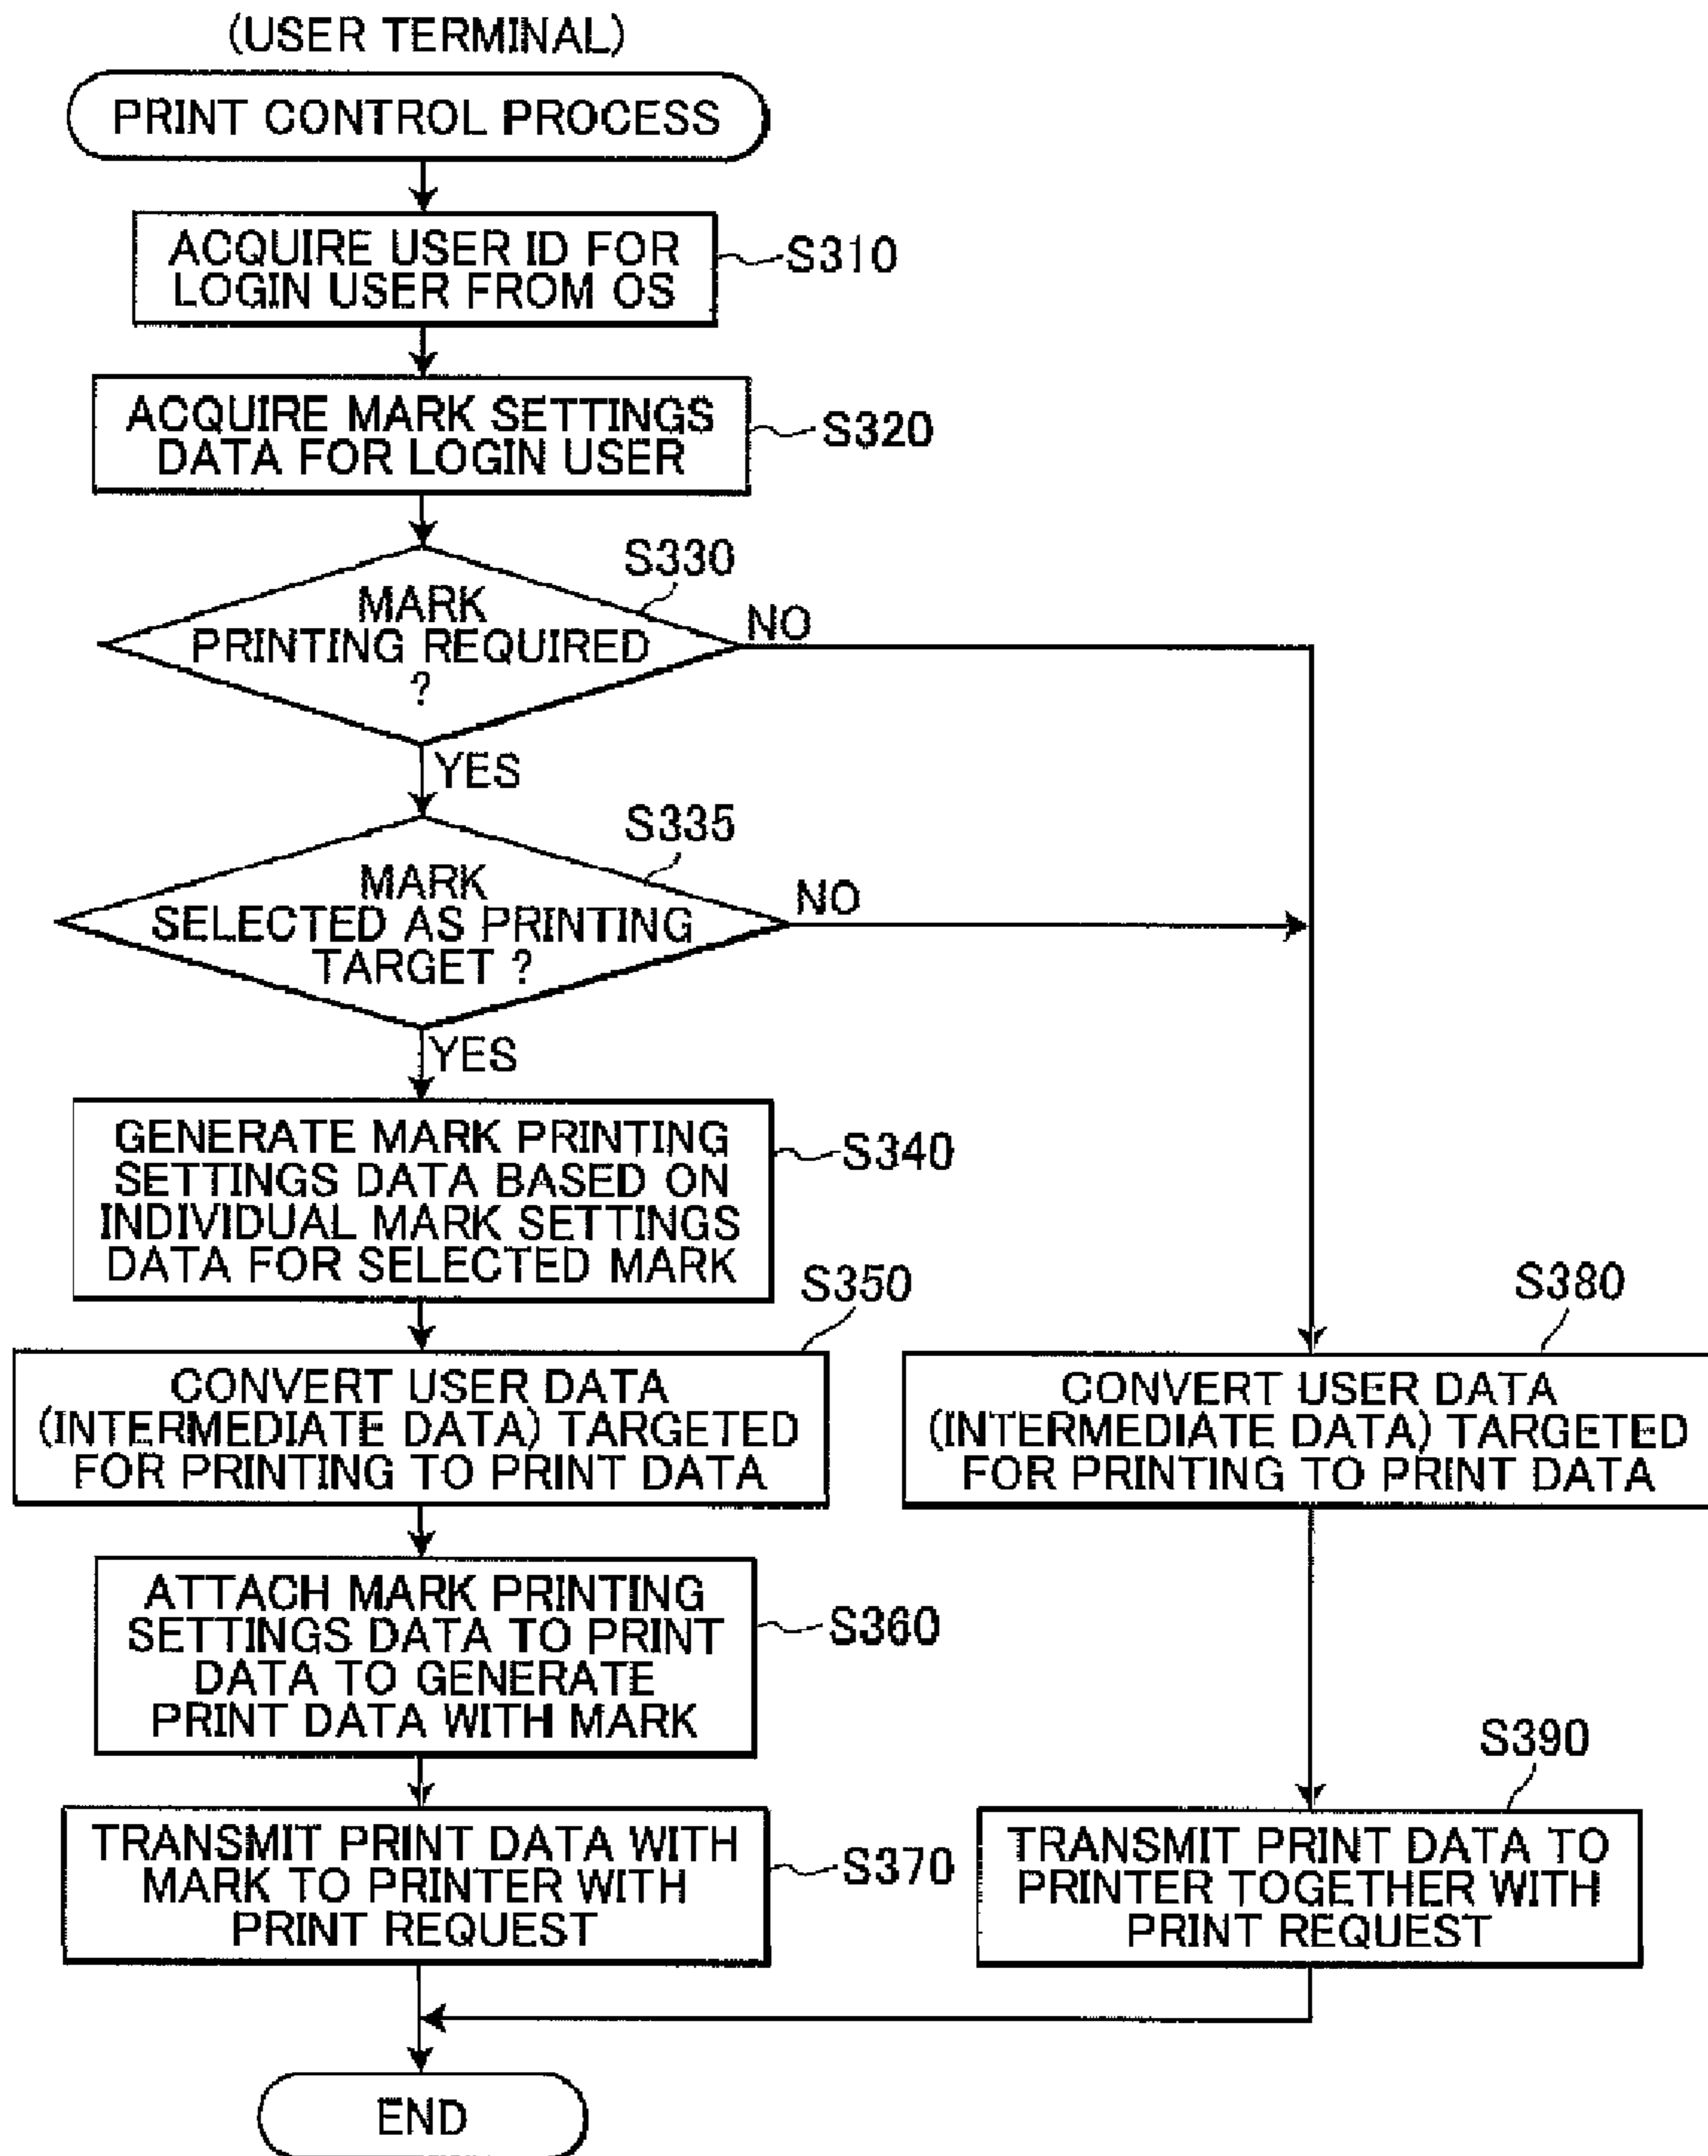 (USER TERMINAL)
PRINT CONTROL PROCESS
ACQUIRE USER ID FOR
LOGIN USER FROM OS
S310
ACQUIRE MARK SETTINGS
DATA FOR LOGIN USER
S320
S330
MARK
PRINTING REQUIRED
?
NO
YES
S335
MARK
SELECTED AS PRINTING
TARGET ?
NO
YES
GENERATE MARK PRINTING
SETTINGS DATA BASED ON
INDIVIDUAL MARK SETTINGS
DATA FOR SELECTED MARK
S340
S350
CONVERT USER DATA
(INTERMEDIATE DATA) TARGETED
FOR PRINTING TO PRINT DATA
S380
CONVERT USER DATA
(INTERMEDIATE DATA) TARGETED
FOR PRINTING TO PRINT DATA
ATTACH MARK PRINTING
SETTINGS DATA TO PRINT
DATA TO GENERATE
PRINT DATA WITH MARK
S360
TRANSMIT PRINT DATA WITH
MARK TO PRINTER WITH
PRINT REQUEST
S370
S390
TRANSMIT PRINT DATA TO
PRINTER TOGETHER WITH
PRINT REQUEST
END